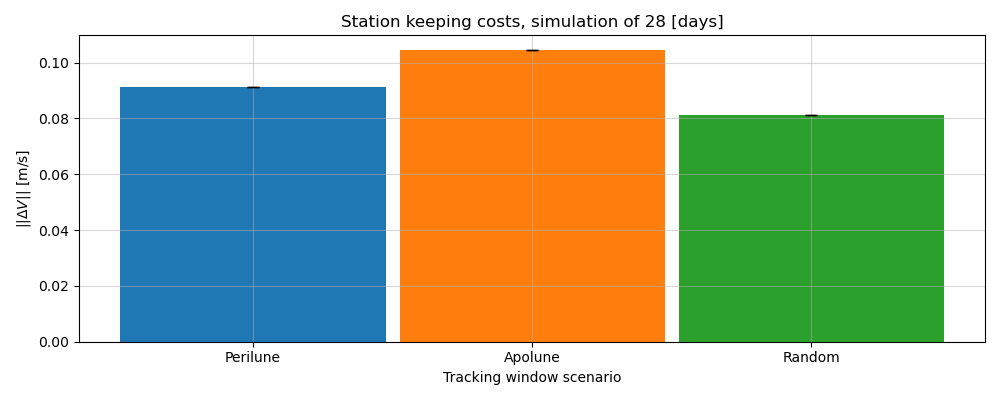 Station keeping costs, simulation of 28 [days]
||ΔV|| [m/s]
0.10
0.08
0.06
0.04
0.02
0.00
Perilune Apolune Random
Tracking window scenario